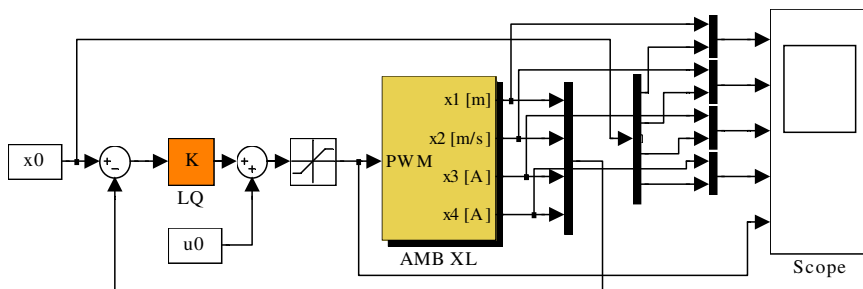 x1 [m]
x2 [m/s]
x0
+
−
K
+
+
PWM
x3 [A]
LQ
x4 [A]
u0
AMB XL
Scope